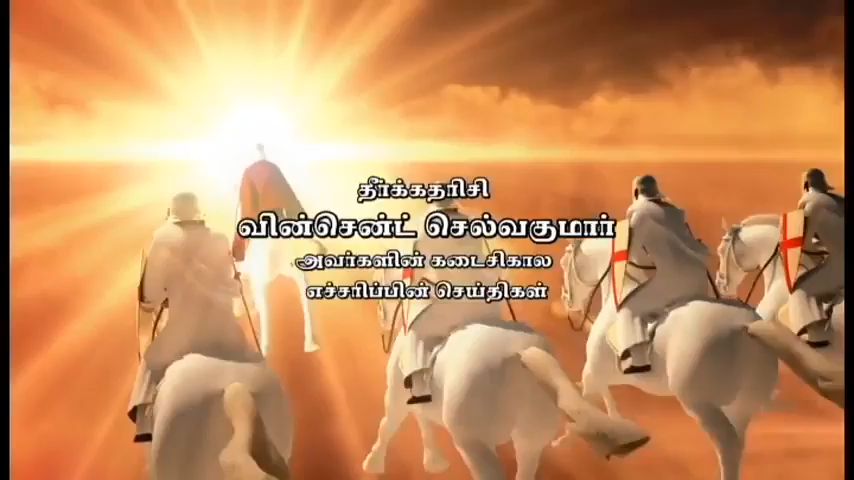 தீர்க்கதரிசி
வின்சென்ட் செல்வகுமார்
அவர்களின் கடைசிகால
எச்சரிப்பின் செய்திகள்